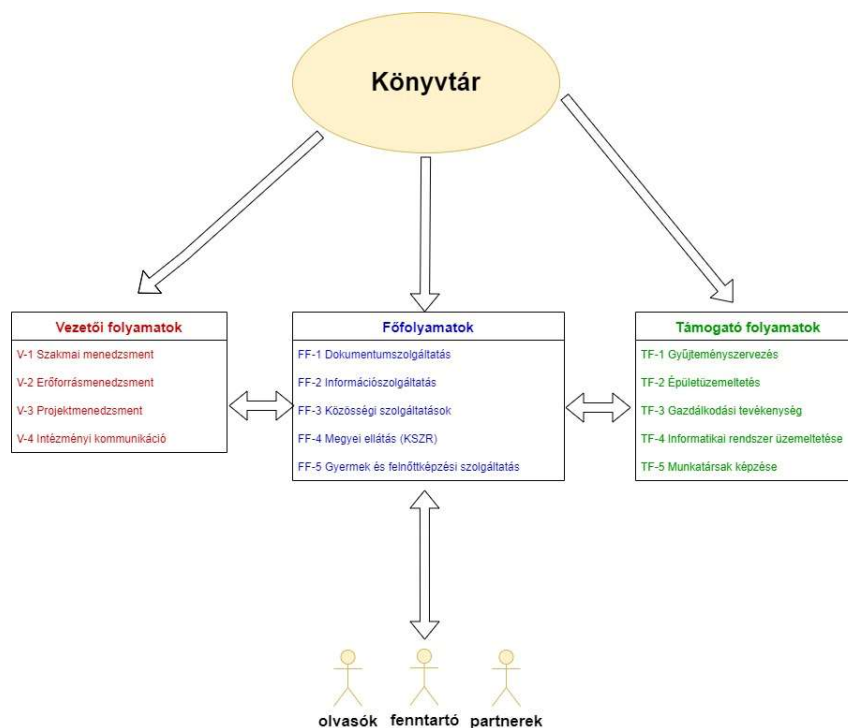 Könyvtár
Vezetői folyamatok
V-1 Szakmai menedzsment
V-2 Erőforrásmenedzsment
V-3 Projektmenedzsment
V-4 Intézményi kommunikáció
Főfolyamatok
FF-1 Dokumentumszolgáltatás
FF-2 Információszolgáltatás
FF-3 Közösségi szolgáltatások
FF-4 Megyei ellátás (KSZR)
FF-5 Gyermek és felnőttképzési szolgáltatás
Támogató folyamatok
TF-1 Gyűjteményszervezés
TF-2 Épületüzemeltetés
TF-3 Gazdálkodási tevékenység
TF-4 Informatikai rendszer üzemeltetése
TF-5 Munkatársak képzése
olvasók
fenntartó
partnerek